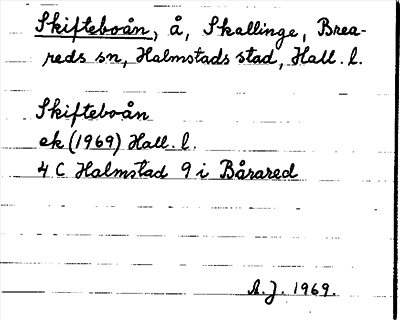 Skifteboån, å, Skallinge, Brea-
reds sn, Halmstads stad, Hall. l.
Skifteboån
ek (1969) Hall. l.
4 C Halmstad 9 i Bårared
A.J. 1969.